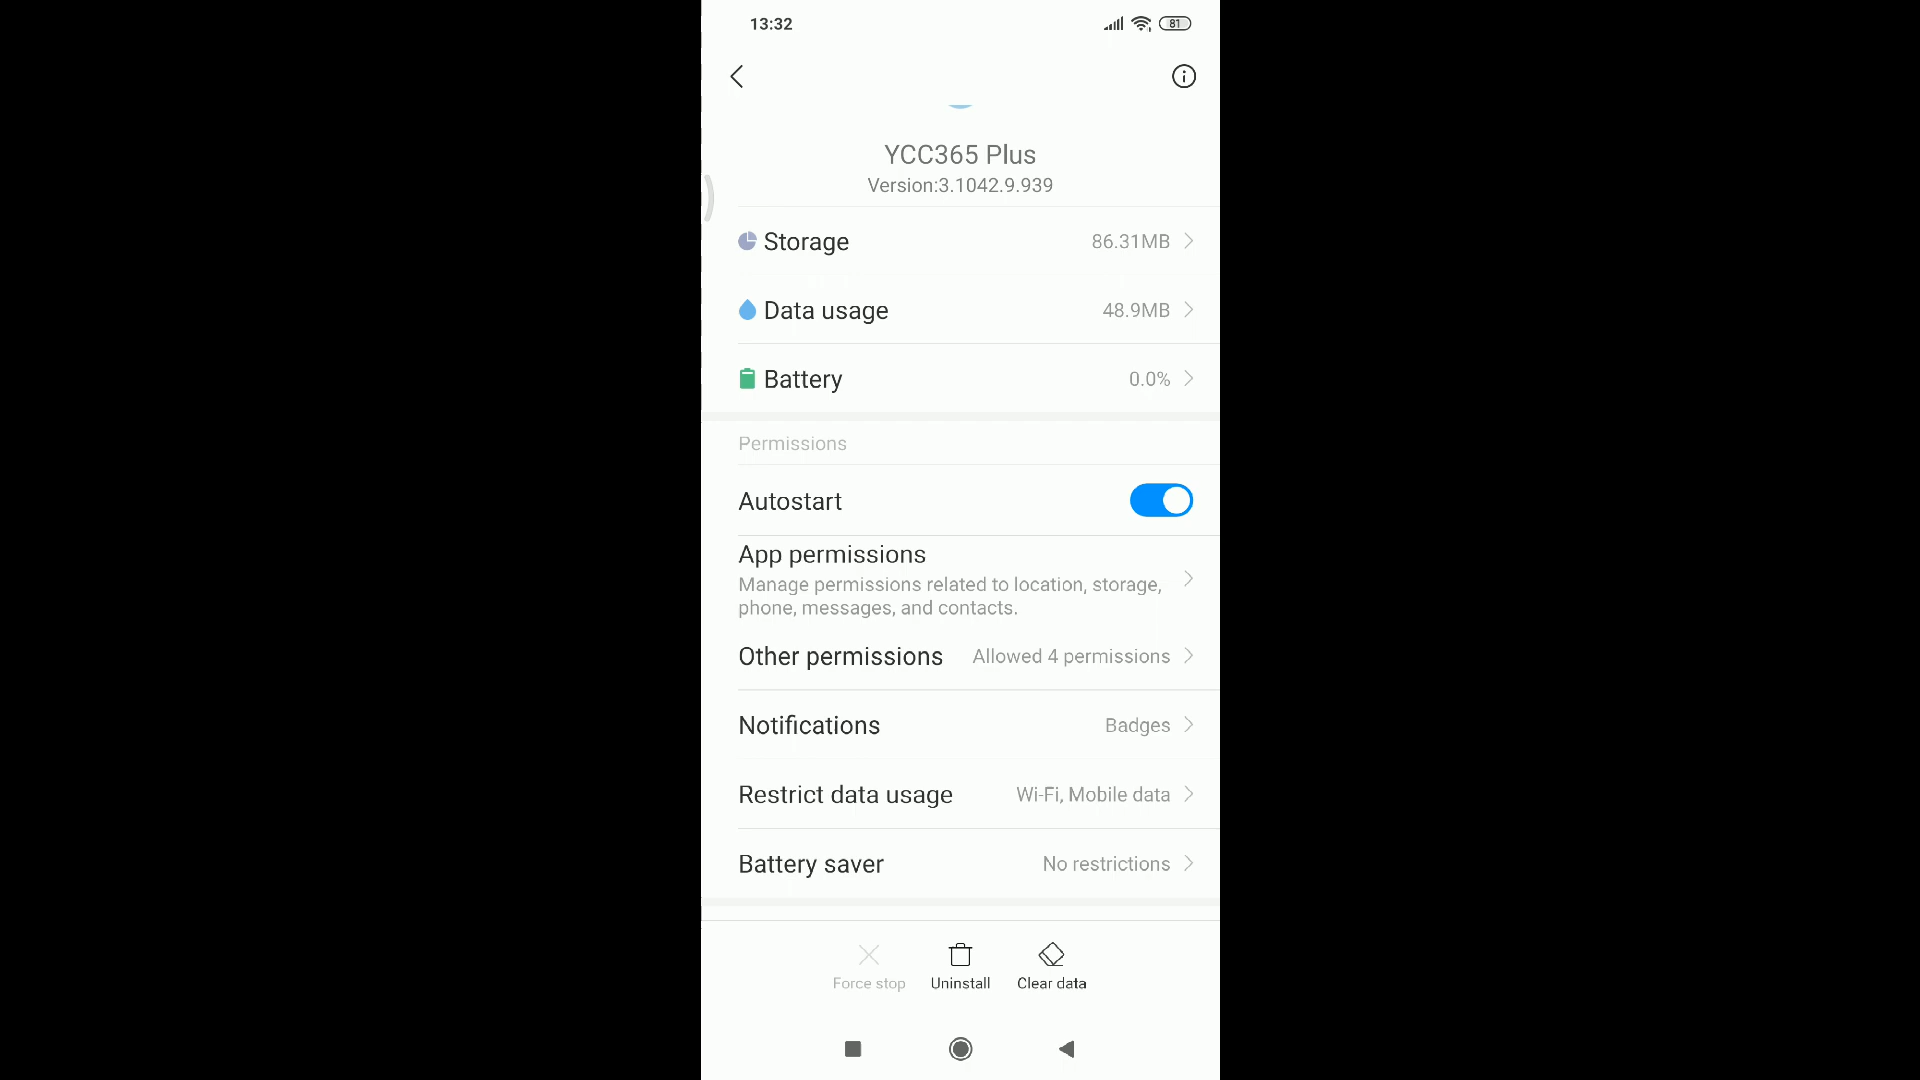 13:32
81
YCC365 Plus
Version:3.1042.9.939
Storage 86.31MB
Data usage 48.9MB
Battery 0.0%
Permissions
Autostart
App permissions
Manage permissions related to location, storage,
phone, messages, and contacts.
Other permissions Allowed 4 permissions
Notifications Badges
Restrict data usage Wi-Fi, Mobile data
Battery saver No restrictions
Force stop Uninstall Clear data